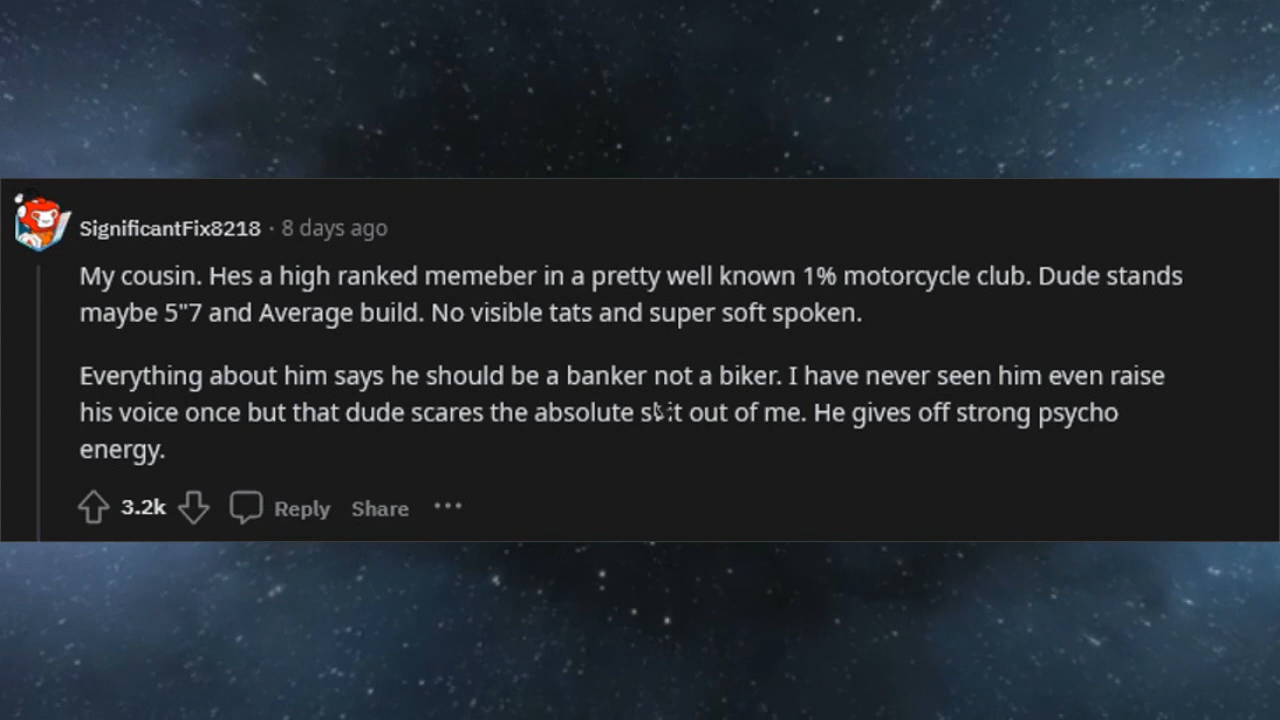 SignificantFix8218 · 8 days ago
My cousin. Hes a high ranked memeber in a pretty well known 1% motorcycle club. Dude stands
maybe 5"7 and Average build. No visible tats and super soft spoken.
Everything about him says he should be a banker not a biker. I have never seen him even raise
his voice once but that dude scares the absolute out of me. He gives off strong psycho
energy.
3.2k Reply Share ···